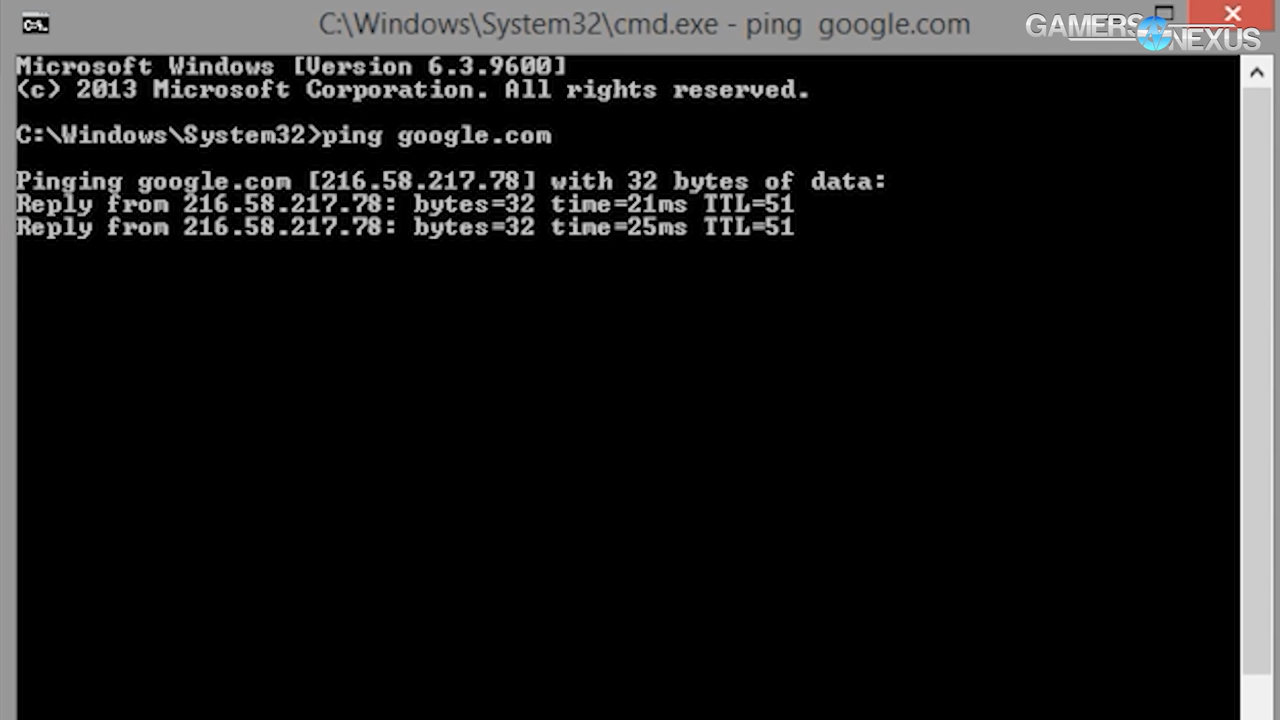 C:\Windows\System32\cmd.exe - ping  google.com
GAMERS NEXUS
Microsoft Windows [Version 6.3.9600]
(c) 2013 Microsoft Corporation. All rights reserved.
C:\Windows\System32>ping google.com
Pinging google.com [216.58.217.78] with 32 bytes of data:
Reply from 216.58.217.78: bytes=32 time=21ms TTL=51
Reply from 216.58.217.78: bytes=32 time=25ms TTL=51